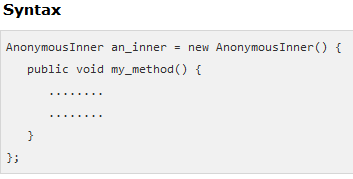 Syntax
AnonymousInner an_inner = new AnonymousInner() {
   public void my_method() {
      ........
      ........
   }
};